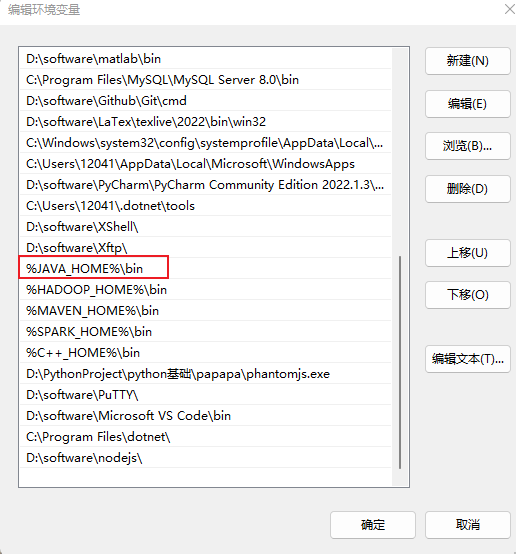 编辑环境变量
D:\software\matlab\bin
C:\Program Files\MySQL\MySQL Server 8.0\bin
D:\software\Github\Git\cmd
D:\software\LaTex\texlive\2022\bin\win32
C:\Windows\system32\config\systemprofile\AppData\Local\...
C:\Users\12041\AppData\Local\Microsoft\WindowsApps
D:\software\PyCharm\PyCharm Community Edition 2022.1.3\...
C:\Users\12041\.dotnet\tools
D:\software\XShell\
D:\software\Xftp\
%JAVA_HOME%\bin
%HADOOP_HOME%\bin
%MAVEN_HOME%\bin
%SPARK_HOME%\bin
%C++_HOME%\bin
D:\PythonProject\python基础\papapa\phantomjs.exe
D:\software\PuTTY\
D:\software\Microsoft VS Code\bin
C:\Program Files\dotnet\
D:\software\nodejs\
新建(N)
编辑(E)
浏览(B)...
删除(D)
上移(U)
下移(O)
编辑文本(T)...
确定
取消